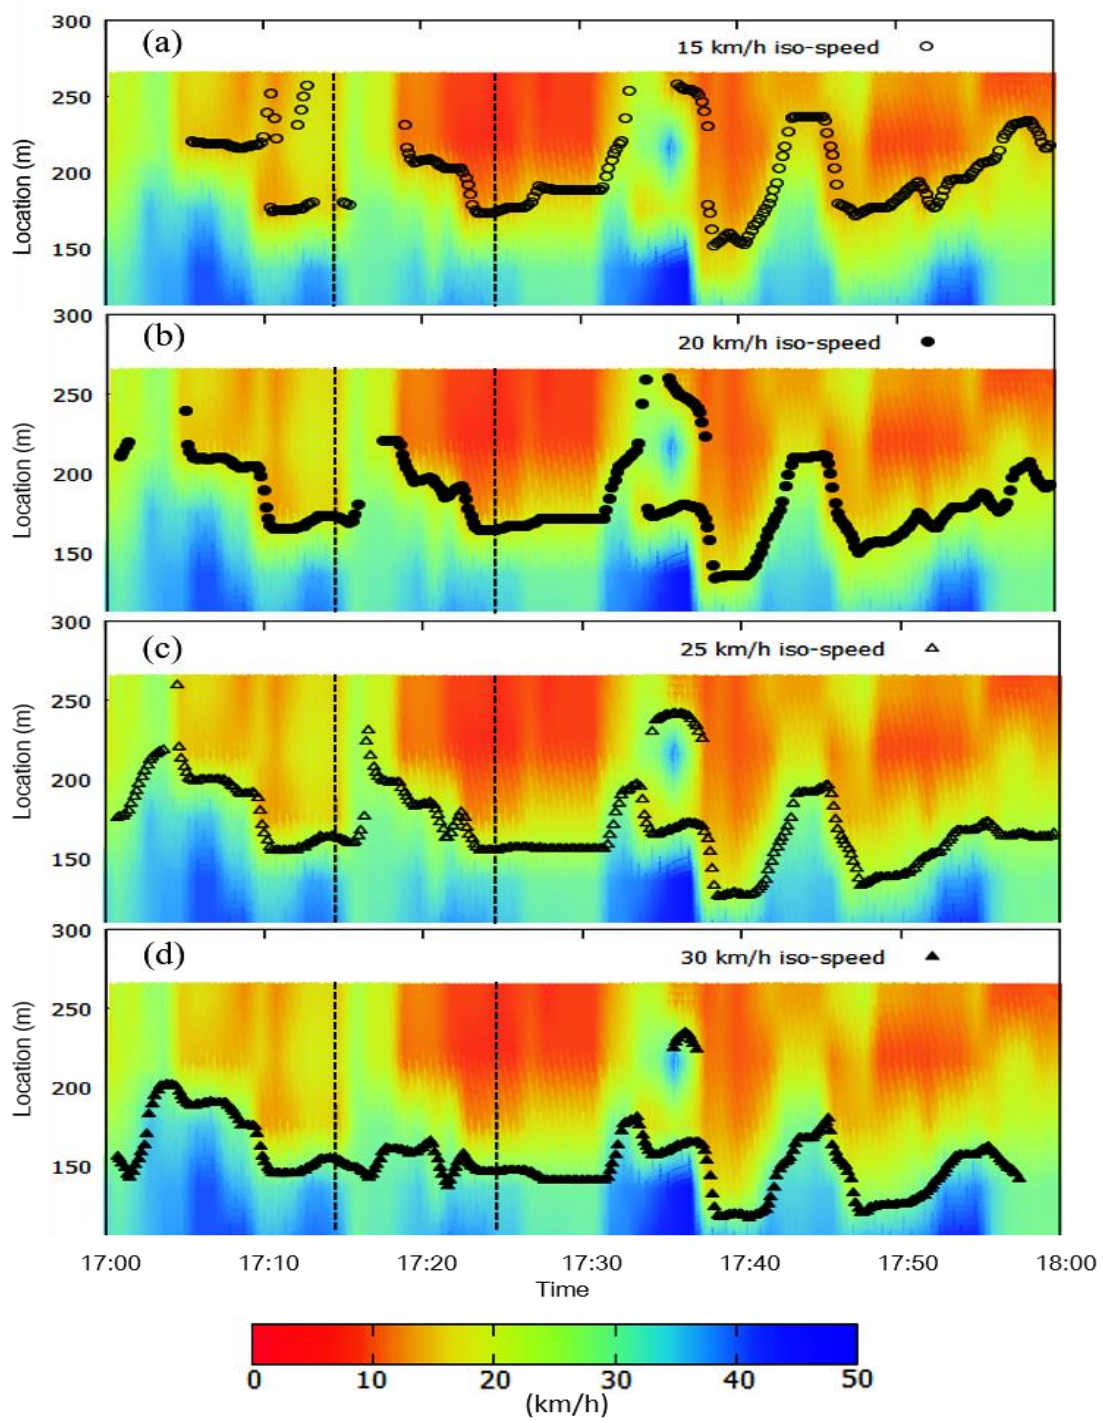 300
(a)
15 km/h iso-speed
250
200
150
Location (m)
300
(b)
20 km/h iso-speed
250
200
150
Location (m)
300
(c)
25 km/h iso-speed
250
200
150
Location (m)
300
(d)
30 km/h iso-speed
250
200
150
Location (m)
17:00 17:10 17:20 17:30 17:40 17:50 18:00
Time
0 10 20 30 40 50
(km/h)